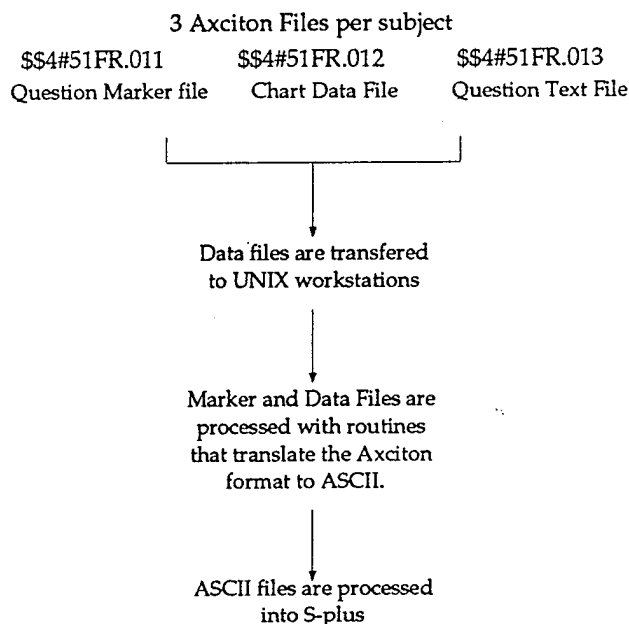 3 Axciton Files per subject
$$4#51FR.011 $$4#51FR.012 $$4#51FR.013
Question Marker file Chart Data File Question Text File
Data files are transfered
to UNIX workstations
Marker and Data Files are
processed with routines
that translate the Axciton
format to ASCII.
ASCII files are processed
into S-plus